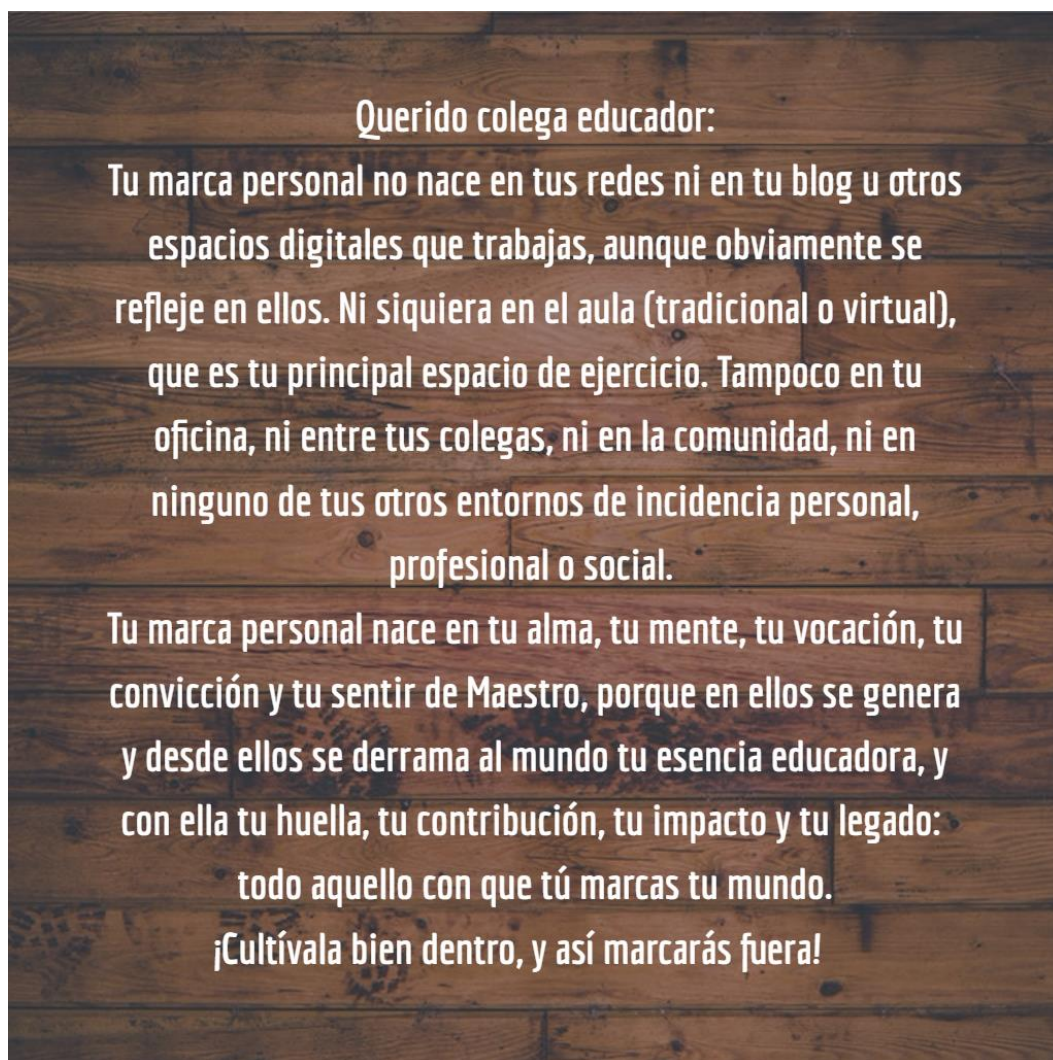 Querido colega educador:
Tu marca personal no nace en tus redes ni en tu blog u otros
espacios digitales que trabajas, aunque obviamente se
refleje en ellos. Ni siquiera en el aula (tradicional o virtual),
que es tu principal espacio de ejercicio. Tampoco en tu
oficina, ni entre tus colegas, ni en la comunidad, ni en
ninguno de tus otros entornos de incidencia personal,
profesional o social.
Tu marca personal nace en tu alma, tu mente, tu vocación, tu
convicción y tu sentir de Maestro, porque en ellos se genera
y desde ellos se derrama al mundo tu esencia educadora, y
con ella tu huella, tu contribución, tu impacto y tu legado:
todo aquello con que tú marcas tu mundo.
¡Cultívala bien dentro, y así marcarás fuera!